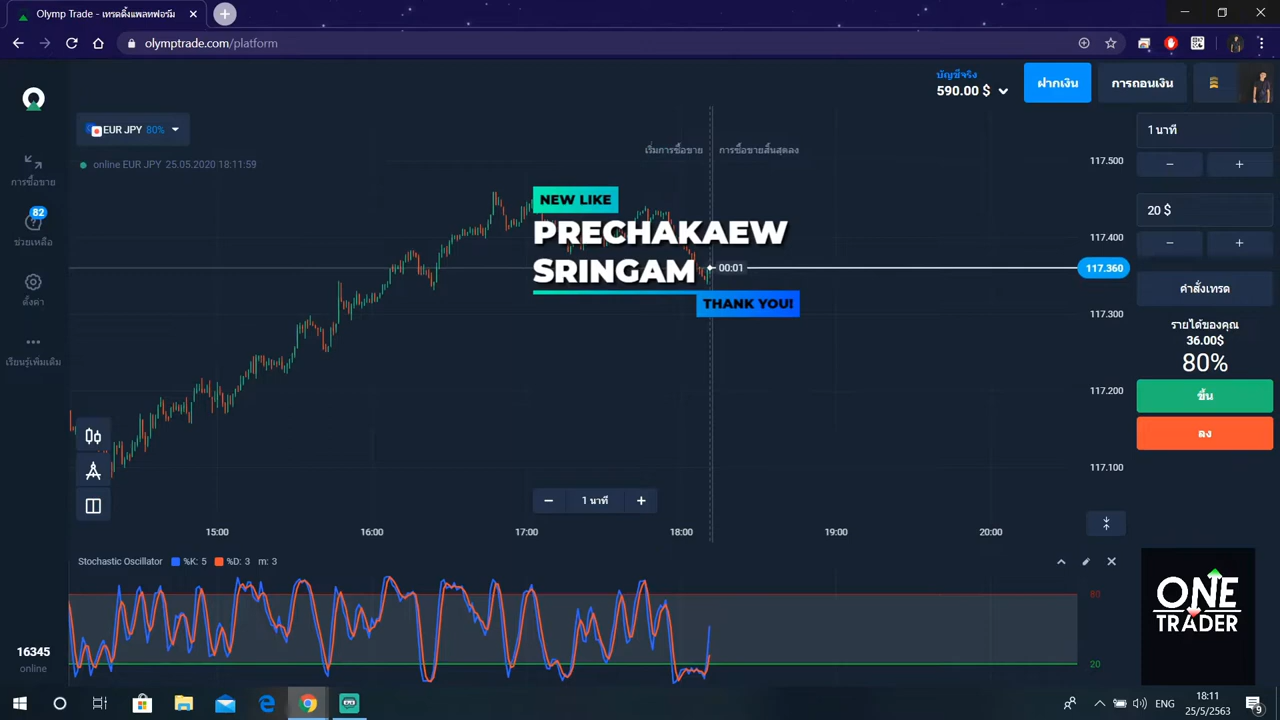 Olymp Trade - เทรดดิ้งแพลทฟอร์ม
olymptrade.com/platform
บัญชีจริง
590.00 $
ฝากเงิน
การถอนเงิน
EUR JPY 80%
online EUR JPY 25.05.2020 18:11:59
เริ่มการซื้อขาย
การซื้อขายสิ้นสุดลง
NEW LIKE
PRECHAKAEW
SRINGAM
THANK YOU!
00:01
117.500
117.400
117.360
117.300
117.200
117.100
การซื้อขาย
82
ช่วยเหลือ
ตั้งค่า
เรียนรู้เพิ่มเติม
1 นาที
20 $
คำสั่งเทรด
รายได้ของคุณ
36.00$
80%
ขึ้น
ลง
1 นาที
15:00
16:00
17:00
18:00
19:00
20:00
Stochastic Oscillator %K: 5 %D: 3 m: 3
80
20
ONE
TRADER
16345
online
ENG
18:11
25/5/2563
9